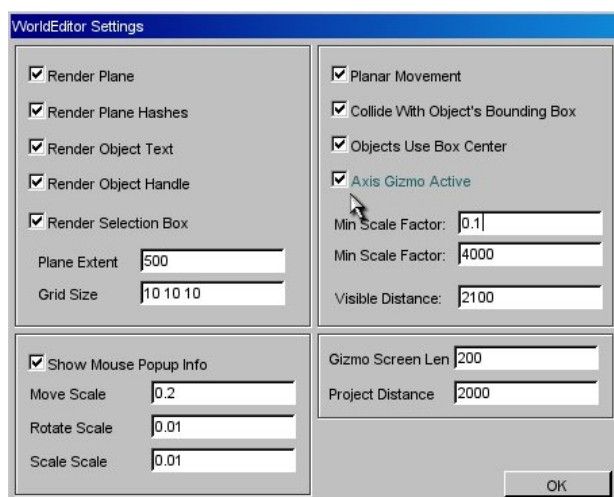 WorldEditor Settings
Render Plane
Render Plane Hashes
Render Object Text
Render Object Handle
Render Selection Box
Plane Extent 500
Grid Size 10 10 10
Planar Movement
Collide With Object's Bounding Box
Objects Use Box Center
Axis Gizmo Active
Min Scale Factor: 0.1
Min Scale Factor: 4000
Visible Distance: 2100
Show Mouse Popup Info
Move Scale 0.2
Rotate Scale 0.01
Scale Scale 0.01
Gizmo Screen Len 200
Project Distance 2000
OK